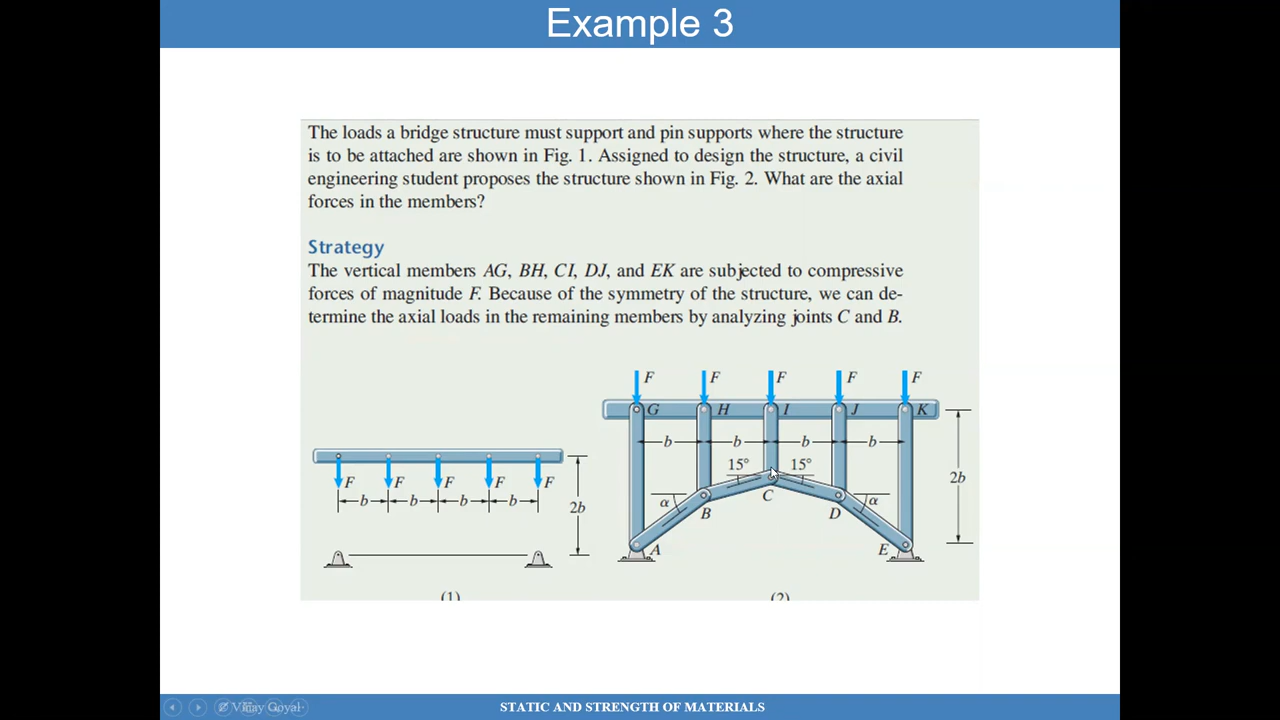 Example 3
The loads a bridge structure must support and pin supports where the structure
is to be attached are shown in Fig. 1. Assigned to design the structure, a civil
engineering student proposes the structure shown in Fig. 2. What are the axial
forces in the members?
Strategy
The vertical members AG, BH, CI, DJ, and EK are subjected to compressive
forces of magnitude F. Because of the symmetry of the structure, we can de-
termine the axial loads in the remaining members by analyzing joints C and B.
F F F F F
G H I J K
b b b b
15° 15°
2b
C
α α
B D
A E
F F F F F
b b b b
2b
(1) (2)
Vinay Goyal
STATIC AND STRENGTH OF MATERIALS